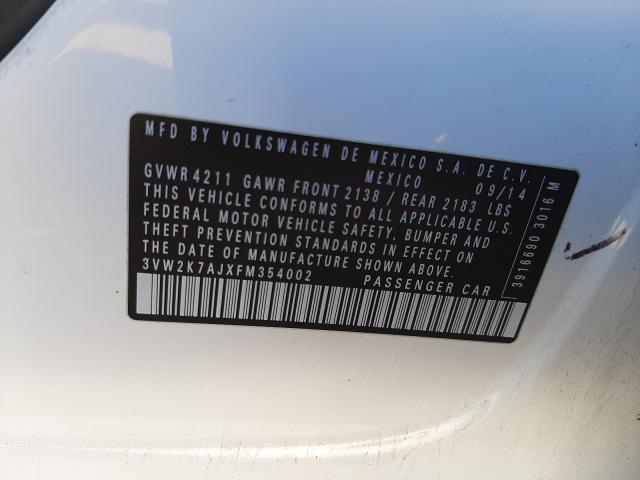 MFD BY VOLKSWAGEN DE MEXICO S.A. DE C.V.
MEXICO 09/14
GVWR 4211 GAWR FRONT 2138 / REAR 2183 LBS
THIS VEHICLE CONFORMS TO ALL APPLICABLE U.S.
FEDERAL MOTOR VEHICLE SAFETY, BUMPER AND
THEFT PREVENTION STANDARDS IN EFFECT ON
THE DATE OF MANUFACTURE SHOWN ABOVE.
3VW2K7AJXFM354002 PASSENGER CAR
3916690 3016 M